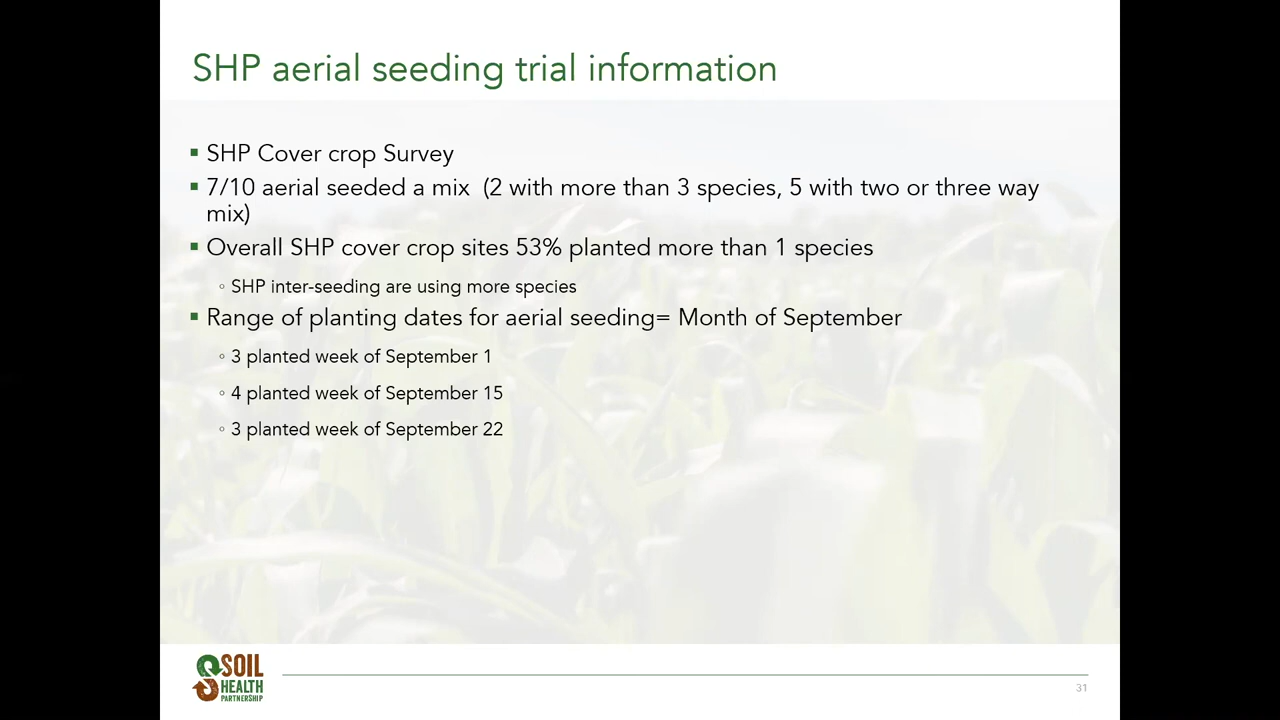 SHP aerial seeding trial information
▪ SHP Cover crop Survey
▪ 7/10 aerial seeded a mix (2 with more than 3 species, 5 with two or three way
mix)
▪ Overall SHP cover crop sites 53% planted more than 1 species
◦ SHP inter-seeding are using more species
▪ Range of planting dates for aerial seeding= Month of September
◦ 3 planted week of September 1
◦ 4 planted week of September 15
◦ 3 planted week of September 22
SOIL
HEALTH
PARTNERSHIP
31